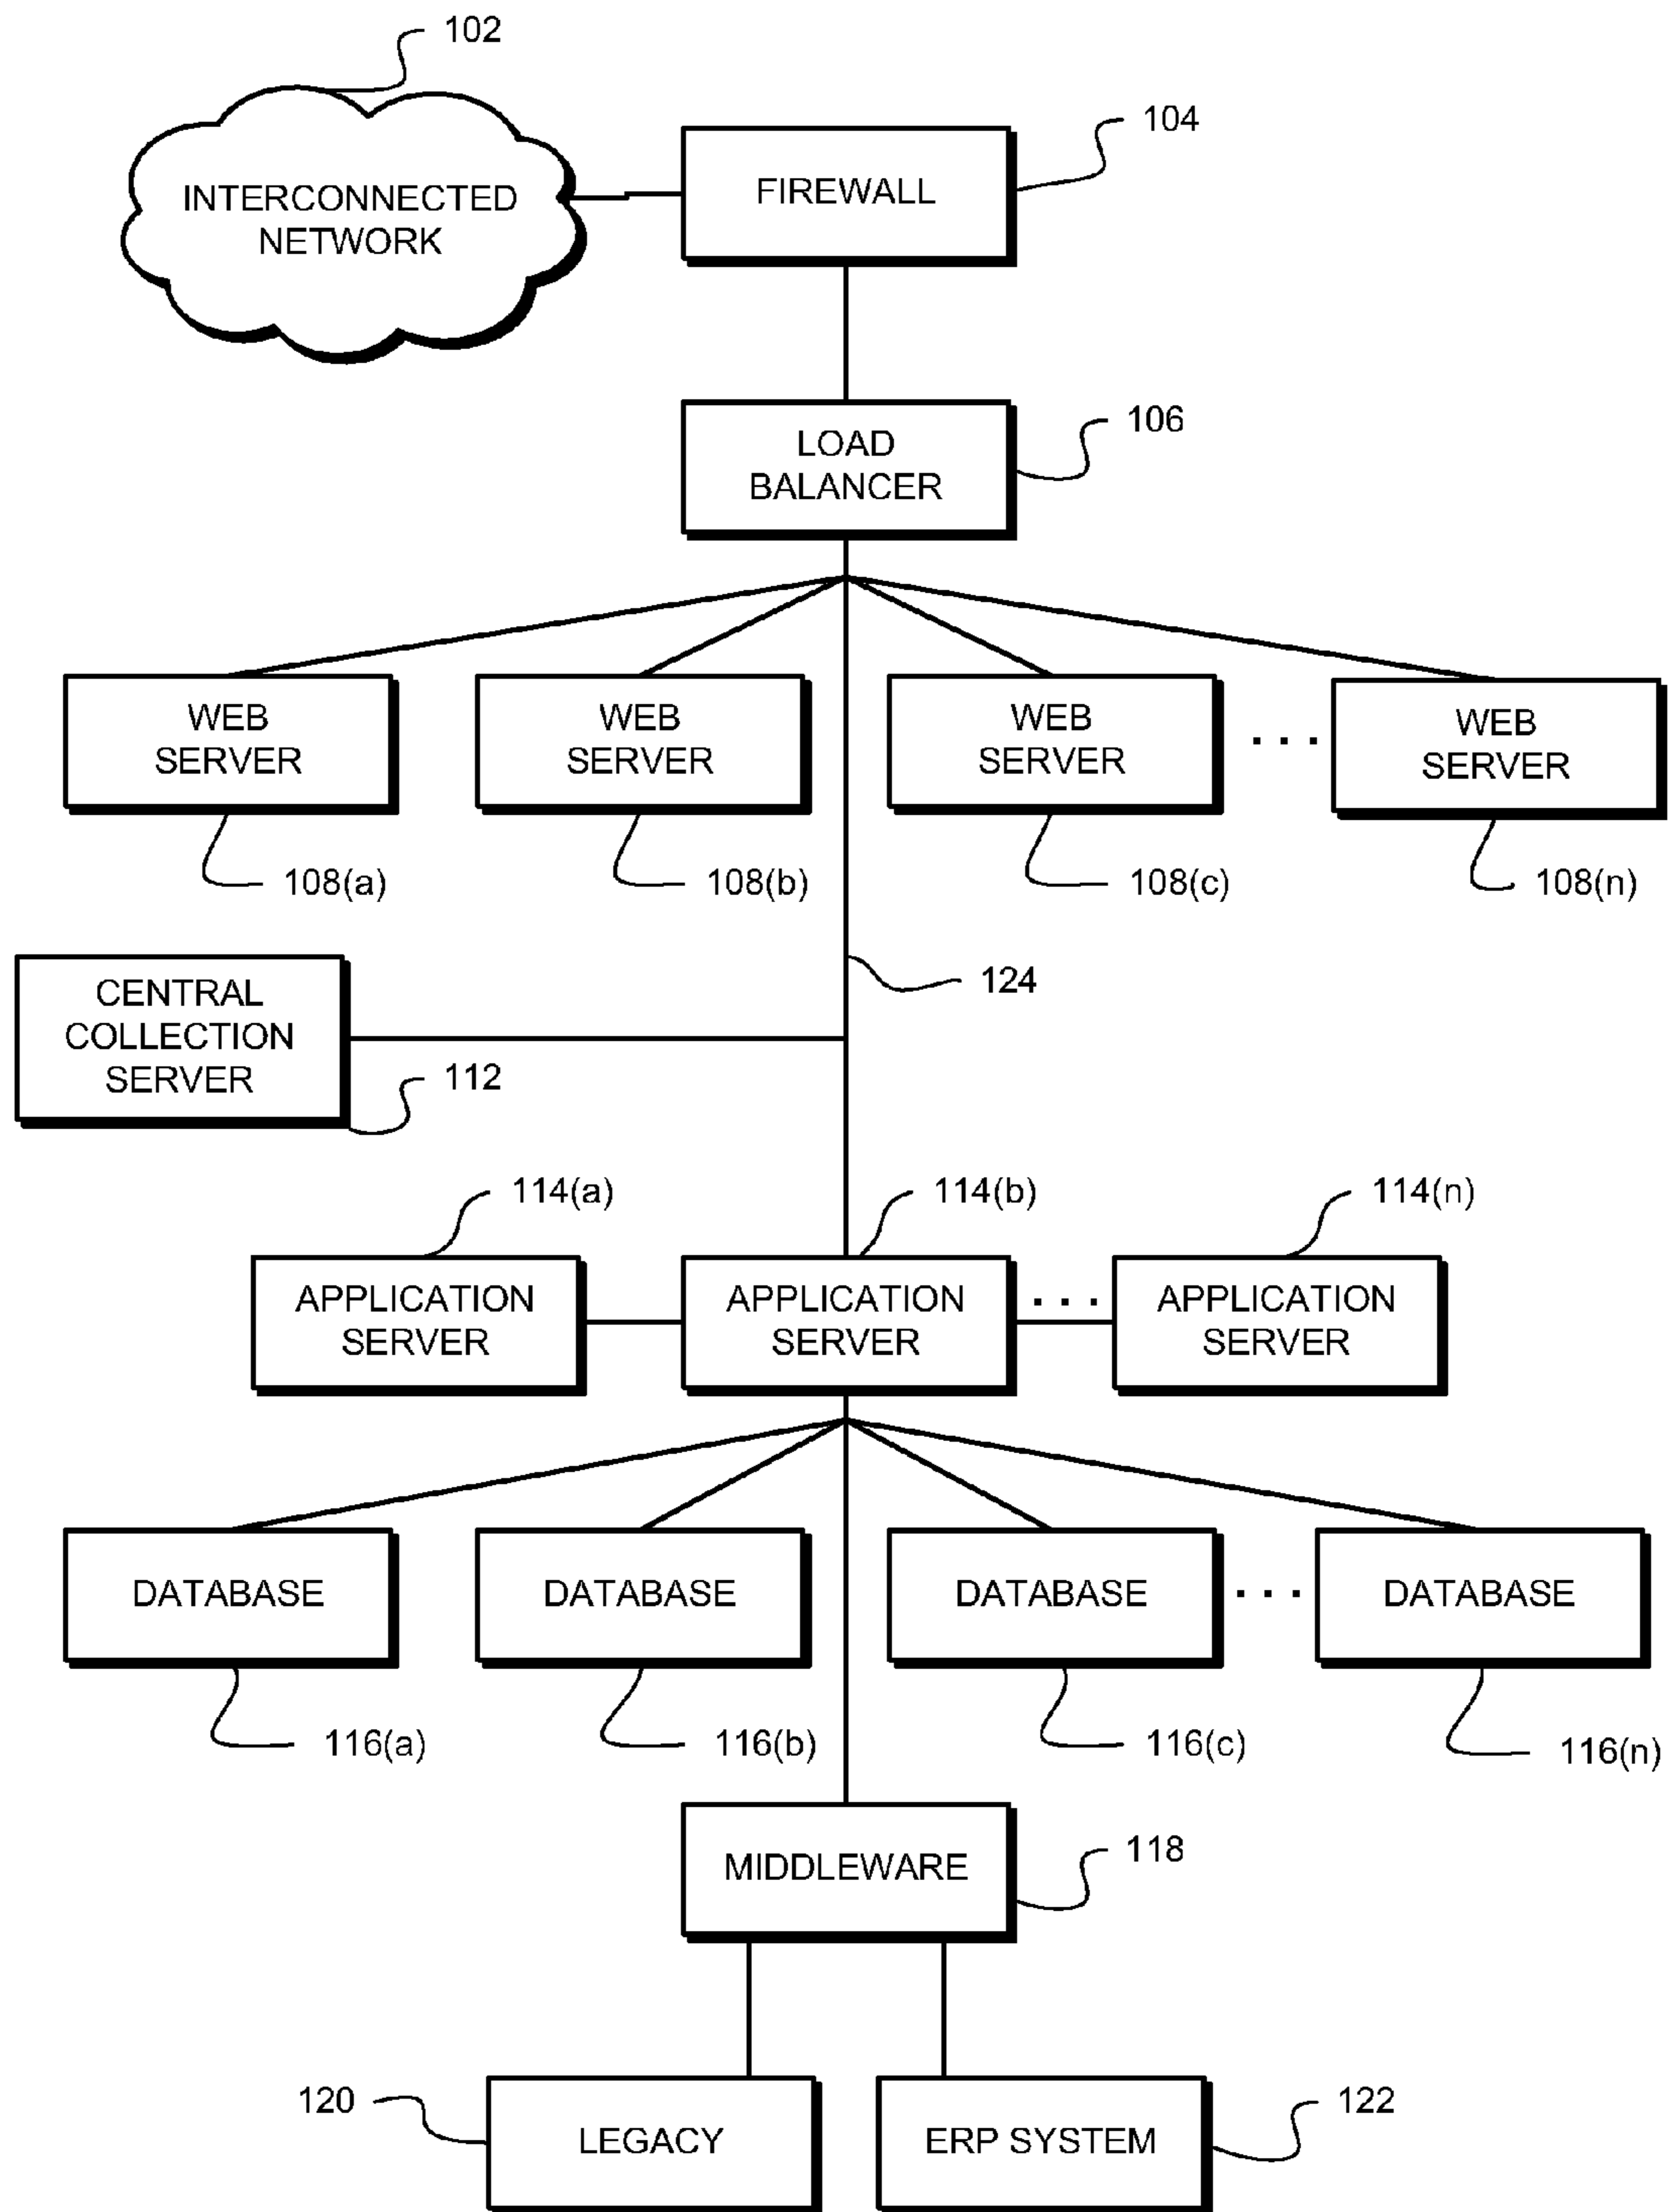 102
INTERCONNECTED
NETWORK
104
FIREWALL
106
LOAD
BALANCER
WEB
SERVER
WEB
SERVER
WEB
SERVER
. . .
WEB
SERVER
108(a)
108(b)
108(c)
108(n)
124
CENTRAL
COLLECTION
SERVER
112
114(a)
114(b)
114(n)
APPLICATION
SERVER
APPLICATION
SERVER
. . .
APPLICATION
SERVER
DATABASE
DATABASE
DATABASE
. . .
DATABASE
116(a)
116(b)
116(c)
116(n)
MIDDLEWARE
118
120
LEGACY
ERP SYSTEM
122